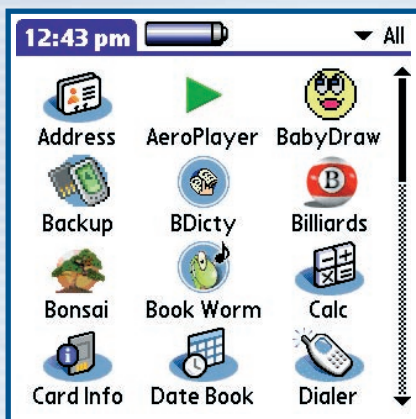 12:43 pm All
Address AeroPlayer BabyDraw
Backup BDicty Billiards
B
Bonsai Book Worm Calc
Card Info Date Book Dialer